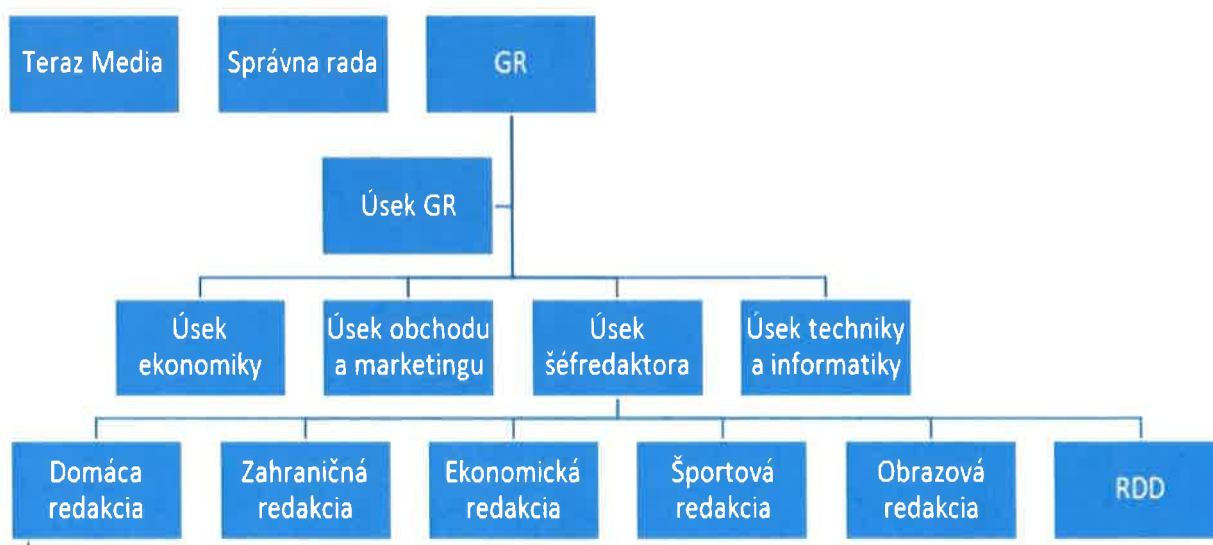 Teraz Media
Správna rada
GR
Úsek GR
Úsek
ekonomiky
Úsek obchodu
a marketingu
Úsek
šéfredaktora
Úsek techniky
a informatiky
Domáca
redakcia
Zahraničná
redakcia
Ekonomická
redakcia
Športová
redakcia
Obrazová
redakcia
RDD